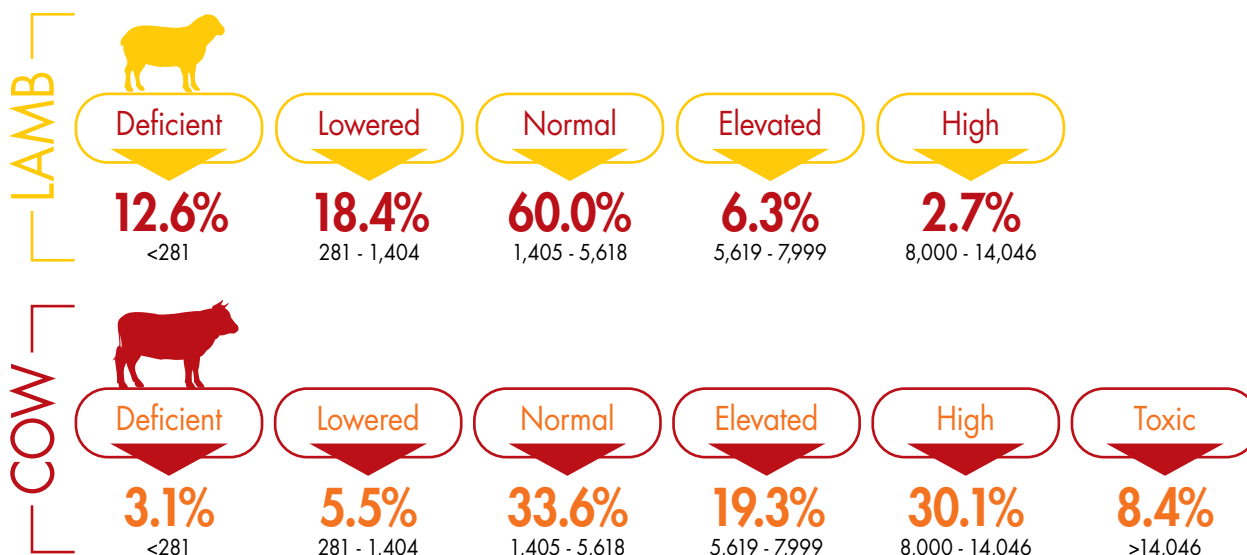 LAMB
Deficient Lowered Normal Elevated High
12.6% 18.4% 60.0% 6.3% 2.7%
<281 281 - 1,404 1,405 - 5,618 5,619 - 7,999 8,000 - 14,046
COW
Deficient Lowered Normal Elevated High Toxic
3.1% 5.5% 33.6% 19.3% 30.1% 8.4%
<281 281 - 1,404 1,405 - 5,618 5,619 - 7,999 8,000 - 14,046 >14,046